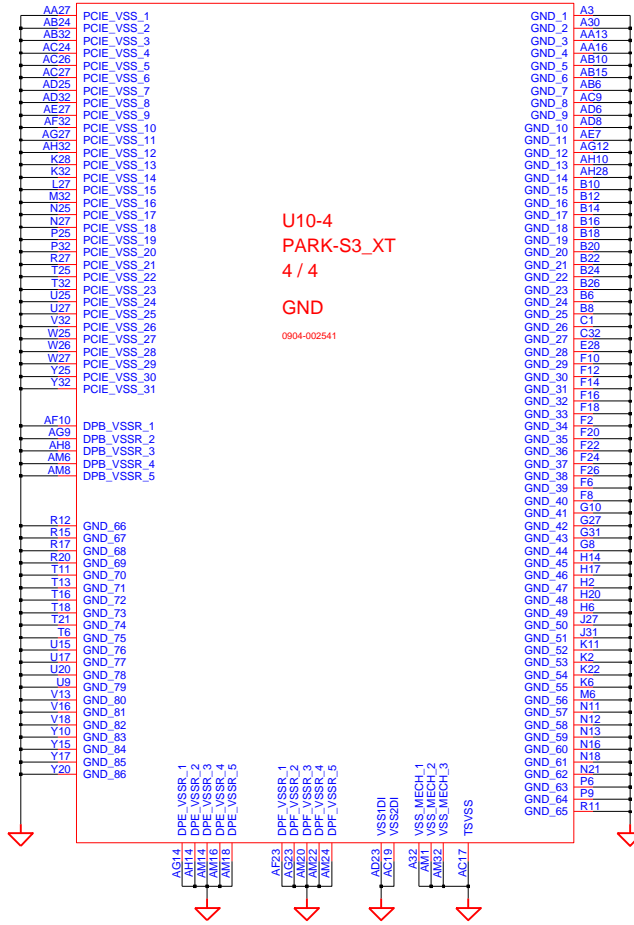 AA27 PCIE_VSS_1
AB24 PCIE_VSS_2
AB32 PCIE_VSS_3
AC24 PCIE_VSS_4
AC26 PCIE_VSS_5
AC27 PCIE_VSS_6
AD25 PCIE_VSS_7
AD32 PCIE_VSS_8
AE27 PCIE_VSS_9
AF32 PCIE_VSS_10
AG27 PCIE_VSS_11
AH32 PCIE_VSS_12
K28 PCIE_VSS_13
K32 PCIE_VSS_14
L27 PCIE_VSS_15
M32 PCIE_VSS_16
N25 PCIE_VSS_17
N27 PCIE_VSS_18
P25 PCIE_VSS_19
P32 PCIE_VSS_20
R27 PCIE_VSS_21
T25 PCIE_VSS_22
T32 PCIE_VSS_23
U25 PCIE_VSS_24
U27 PCIE_VSS_25
V32 PCIE_VSS_26
W25 PCIE_VSS_27
W26 PCIE_VSS_28
W27 PCIE_VSS_29
Y25 PCIE_VSS_30
Y32 PCIE_VSS_31
AF10 DPB_VSSR_1
AG9 DPB_VSSR_2
AH8 DPB_VSSR_3
AM6 DPB_VSSR_4
AM8 DPB_VSSR_5
R12 GND_66
R15 GND_67
R17 GND_68
R20 GND_69
T11 GND_70
T13 GND_71
T16 GND_72
T18 GND_73
T21 GND_74
T6 GND_75
U15 GND_76
U17 GND_77
U20 GND_78
U9 GND_79
V13 GND_80
V16 GND_81
V18 GND_82
Y10 GND_83
Y15 GND_84
Y17 GND_85
Y20 GND_86
U10-4
PARK-S3_XT
4 / 4
GND
0904-002541
GND_1 A3
GND_2 A30
GND_3 AA13
GND_4 AA16
GND_5 AB10
GND_6 AB15
GND_7 AB6
GND_8 AC9
GND_9 AD6
GND_10 AD8
GND_11 AE7
GND_12 AG12
GND_13 AH10
GND_14 AH28
GND_15 B10
GND_16 B12
GND_17 B14
GND_18 B16
GND_19 B18
GND_20 B20
GND_21 B22
GND_22 B24
GND_23 B26
GND_24 B6
GND_25 B8
GND_26 C1
GND_27 C32
GND_28 E28
GND_29 F10
GND_30 F12
GND_31 F14
GND_32 F16
GND_33 F18
GND_34 F2
GND_35 F20
GND_36 F22
GND_37 F24
GND_38 F26
GND_39 F6
GND_40 F8
GND_41 G10
GND_42 G27
GND_43 G31
GND_44 G8
GND_45 H14
GND_46 H17
GND_47 H2
GND_48 H20
GND_49 H6
GND_50 J27
GND_51 J31
GND_52 K11
GND_53 K2
GND_54 K22
GND_55 K6
GND_56 M6
GND_57 N11
GND_58 N12
GND_59 N13
GND_60 N16
GND_61 N18
GND_62 N21
GND_63 P6
GND_64 P9
GND_65 R11
AG14 DPE_VSSR_1
AH14 DPE_VSSR_2
AM14 DPE_VSSR_3
AM16 DPE_VSSR_4
AM18 DPE_VSSR_5
AF23 DPF_VSSR_1
AG23 DPF_VSSR_2
AM20 DPF_VSSR_3
AM22 DPF_VSSR_4
AM24 DPF_VSSR_5
AD23 VSS1DI
AC19 VSS2DI
A32 VSS_MECH_1
AM1 VSS_MECH_2
AM32 VSS_MECH_3
AC17 TSVSS